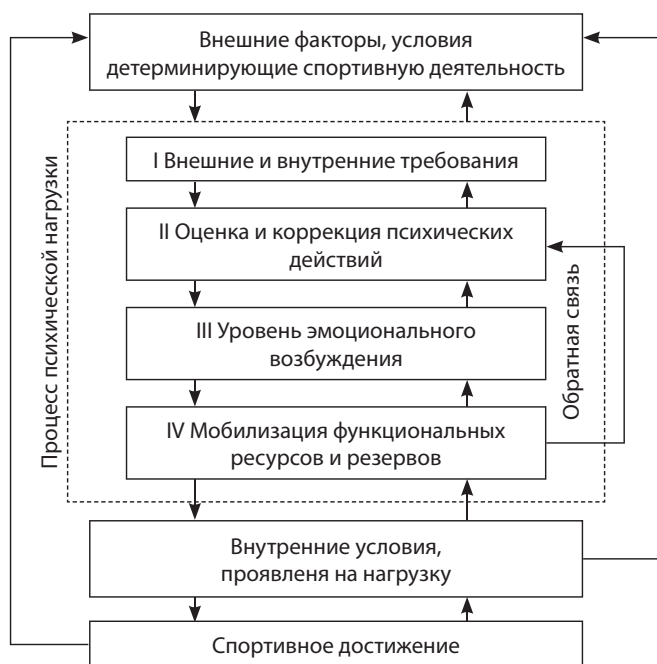 Внешние факторы, условия
детерминирующие спортивную деятельность
Процесс психической нагрузки
I Внешние и внутренние требования
II Оценка и коррекция психических
действий
III Уровень эмоционального
возбуждения
IV Мобилизация функциональных
ресурсов и резервов
Обратная связь
Внутренние условия,
проявленя на нагрузку
Спортивное достижение